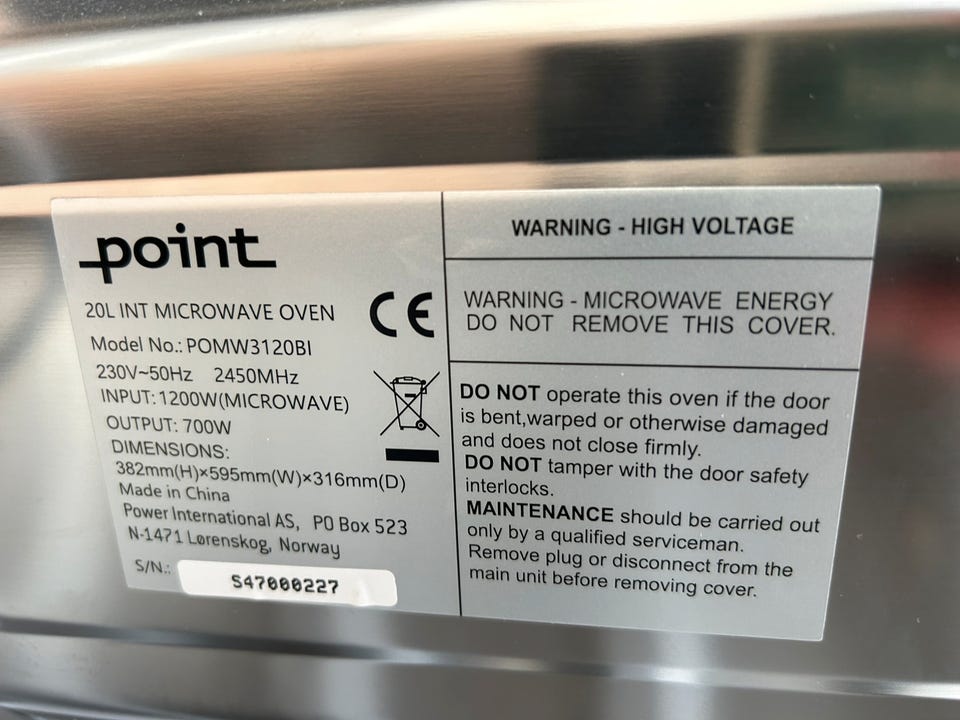 point
20L INT MICROWAVE OVEN
CE
Model No.: POMW3120BI
230V~50Hz 2450MHz
INPUT: 1200W(MICROWAVE)
OUTPUT: 700W
DIMENSIONS:
382mm(H)×595mm(W)×316mm(D)
Made in China
Power International AS, PO Box 523
N-1471 Lørenskog, Norway
S/N.: S47000227
WARNING - HIGH VOLTAGE
WARNING - MICROWAVE ENERGY
DO NOT REMOVE THIS COVER.
DO NOT operate this oven if the door
is bent,warped or otherwise damaged
and does not close firmly.
DO NOT tamper with the door safety
interlocks.
MAINTENANCE should be carried out
only by a qualified serviceman.
Remove plug or disconnect from the
main unit before removing cover.